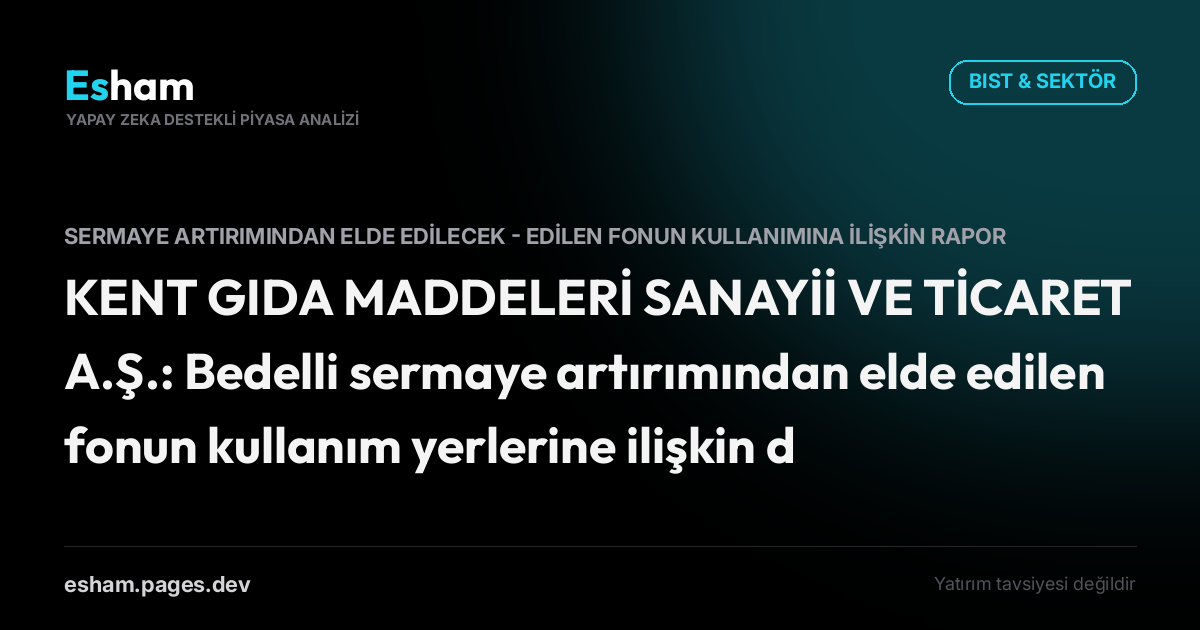 Esham
YAPAY ZEKA DESTEKLİ PİYASA ANALİZİ
BIST & SEKTÖR
SERMAYE ARTIRIMINDAN ELDE EDİLECEK - EDİLEN FONUN KULLANIMINA İLİŞKİN RAPOR
KENT GIDA MADDELERİ SANAYİİ VE TİCARET
A.Ş.: Bedelli sermaye artırımından elde edilen
fonun kullanım yerlerine ilişkin d
esham.pages.dev
Yatırım tavsiyesi değildir